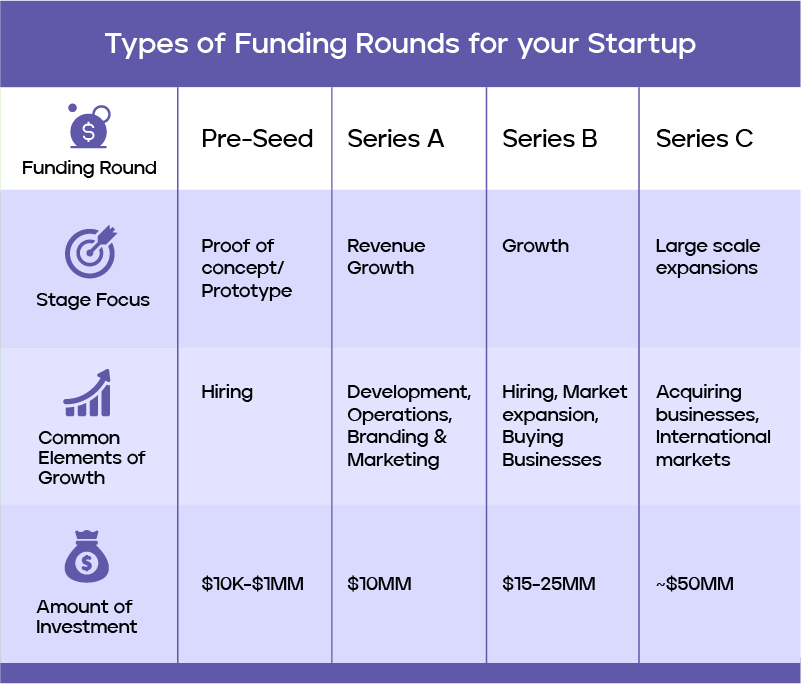 Types of Funding Rounds for your Startup
$
Funding Round
Pre-Seed
Series A
Series B
Series C
Stage Focus
Proof of
concept/
Prototype
Revenue
Growth
Growth
Large scale
expansions
Common
Elements of
Growth
Hiring
Development,
Operations,
Branding &
Marketing
Hiring, Market
expansion,
Buying
Businesses
Acquiring
businesses,
International
markets
$
Amount of
Investment
$10K-$1MM
$10MM
$15-25MM
~$50MM